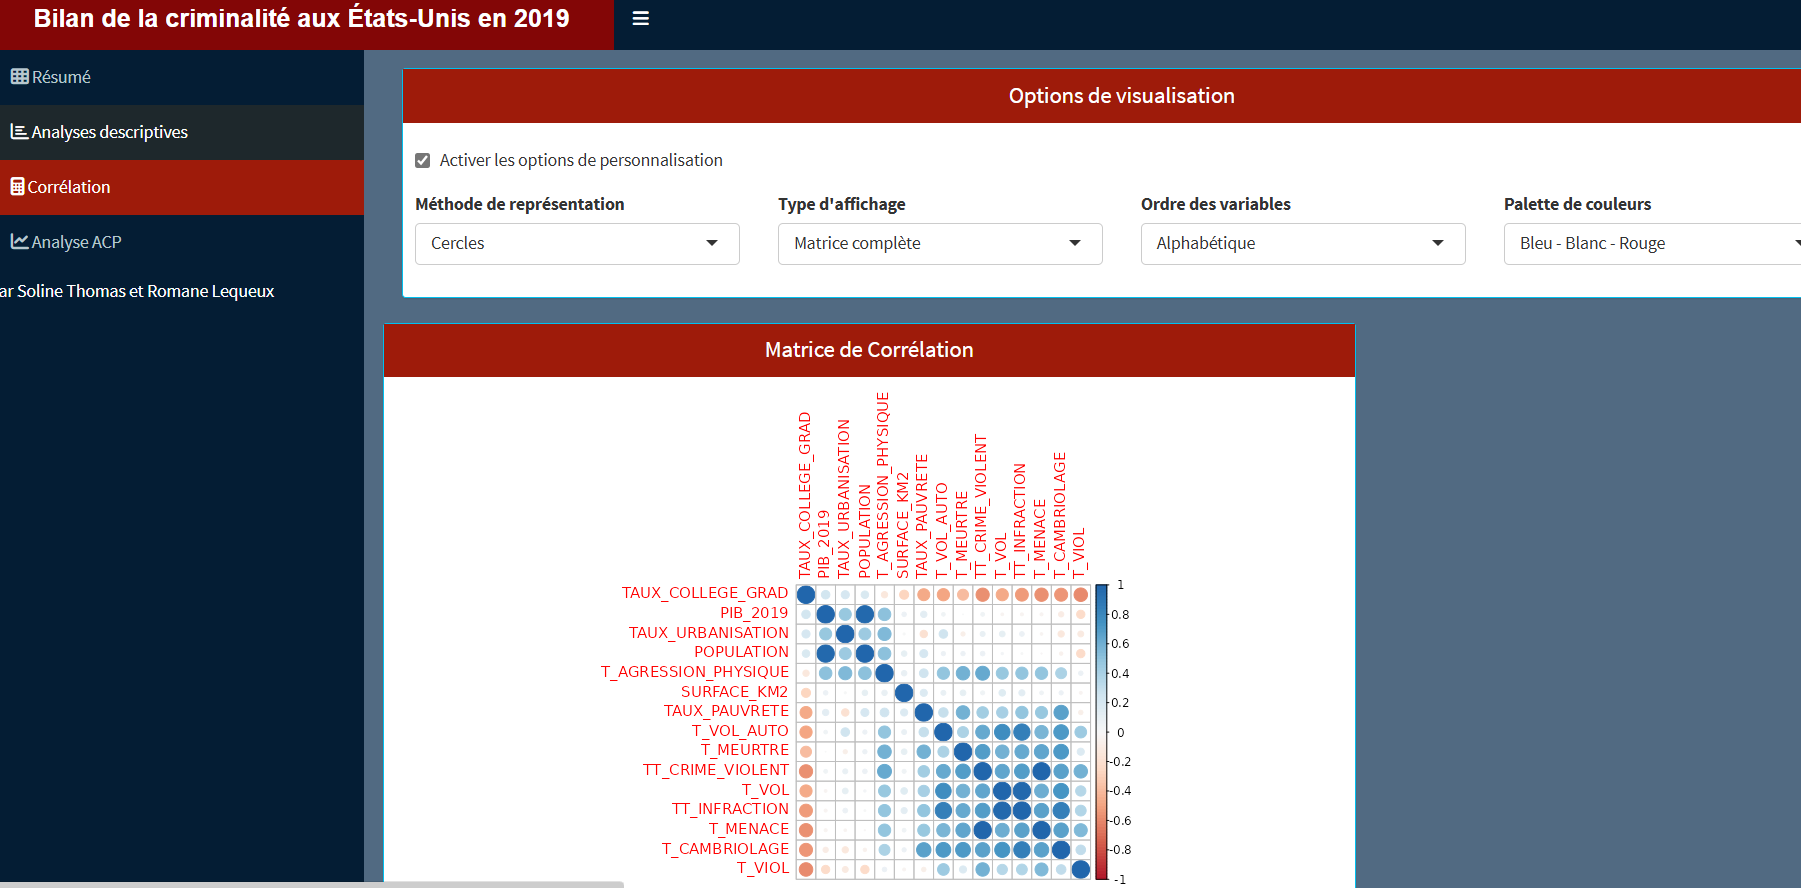 Bilan de la criminalité aux États-Unis en 2019
Résumé
Analyses descriptives
Corrélation
Analyse ACP
ar Soline Thomas et Romane Lequeux
Options de visualisation
Activer les options de personnalisation
Méthode de représentation
Cercles
Type d'affichage
Matrice complète
Ordre des variables
Alphabétique
Palette de couleurs
Bleu - Blanc - Rouge
Matrice de Corrélation
TAUX_COLLEGE_GRAD
PIB_2019
TAUX_URBANISATION
POPULATION
T_AGRESSION_PHYSIQUE
SURFACE_KM2
TAUX_PAUVRETE
T_VOL_AUTO
T_MEURTRE
TT_CRIME_VIOLENT
T_VOL
TT_INFRACTION
T_MENACE
T_CAMBRIOLAGE
T_VIOL
TAUX_COLLEGE_GRAD
PIB_2019
TAUX_URBANISATION
POPULATION
T_AGRESSION_PHYSIQUE
SURFACE_KM2
TAUX_PAUVRETE
T_VOL_AUTO
T_MEURTRE
TT_CRIME_VIOLENT
T_VOL
TT_INFRACTION
T_MENACE
T_CAMBRIOLAGE
T_VIOL
1
0.8
0.6
0.4
0.2
0
-0.2
-0.4
-0.6
-0.8
-1